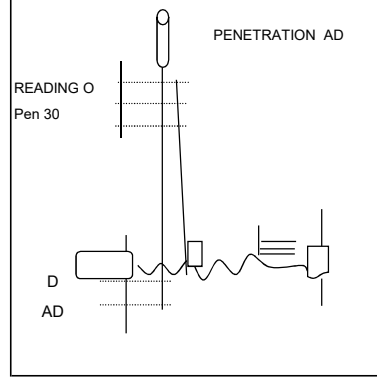 PENETRATION AD
READING O
Pen 30
D
AD